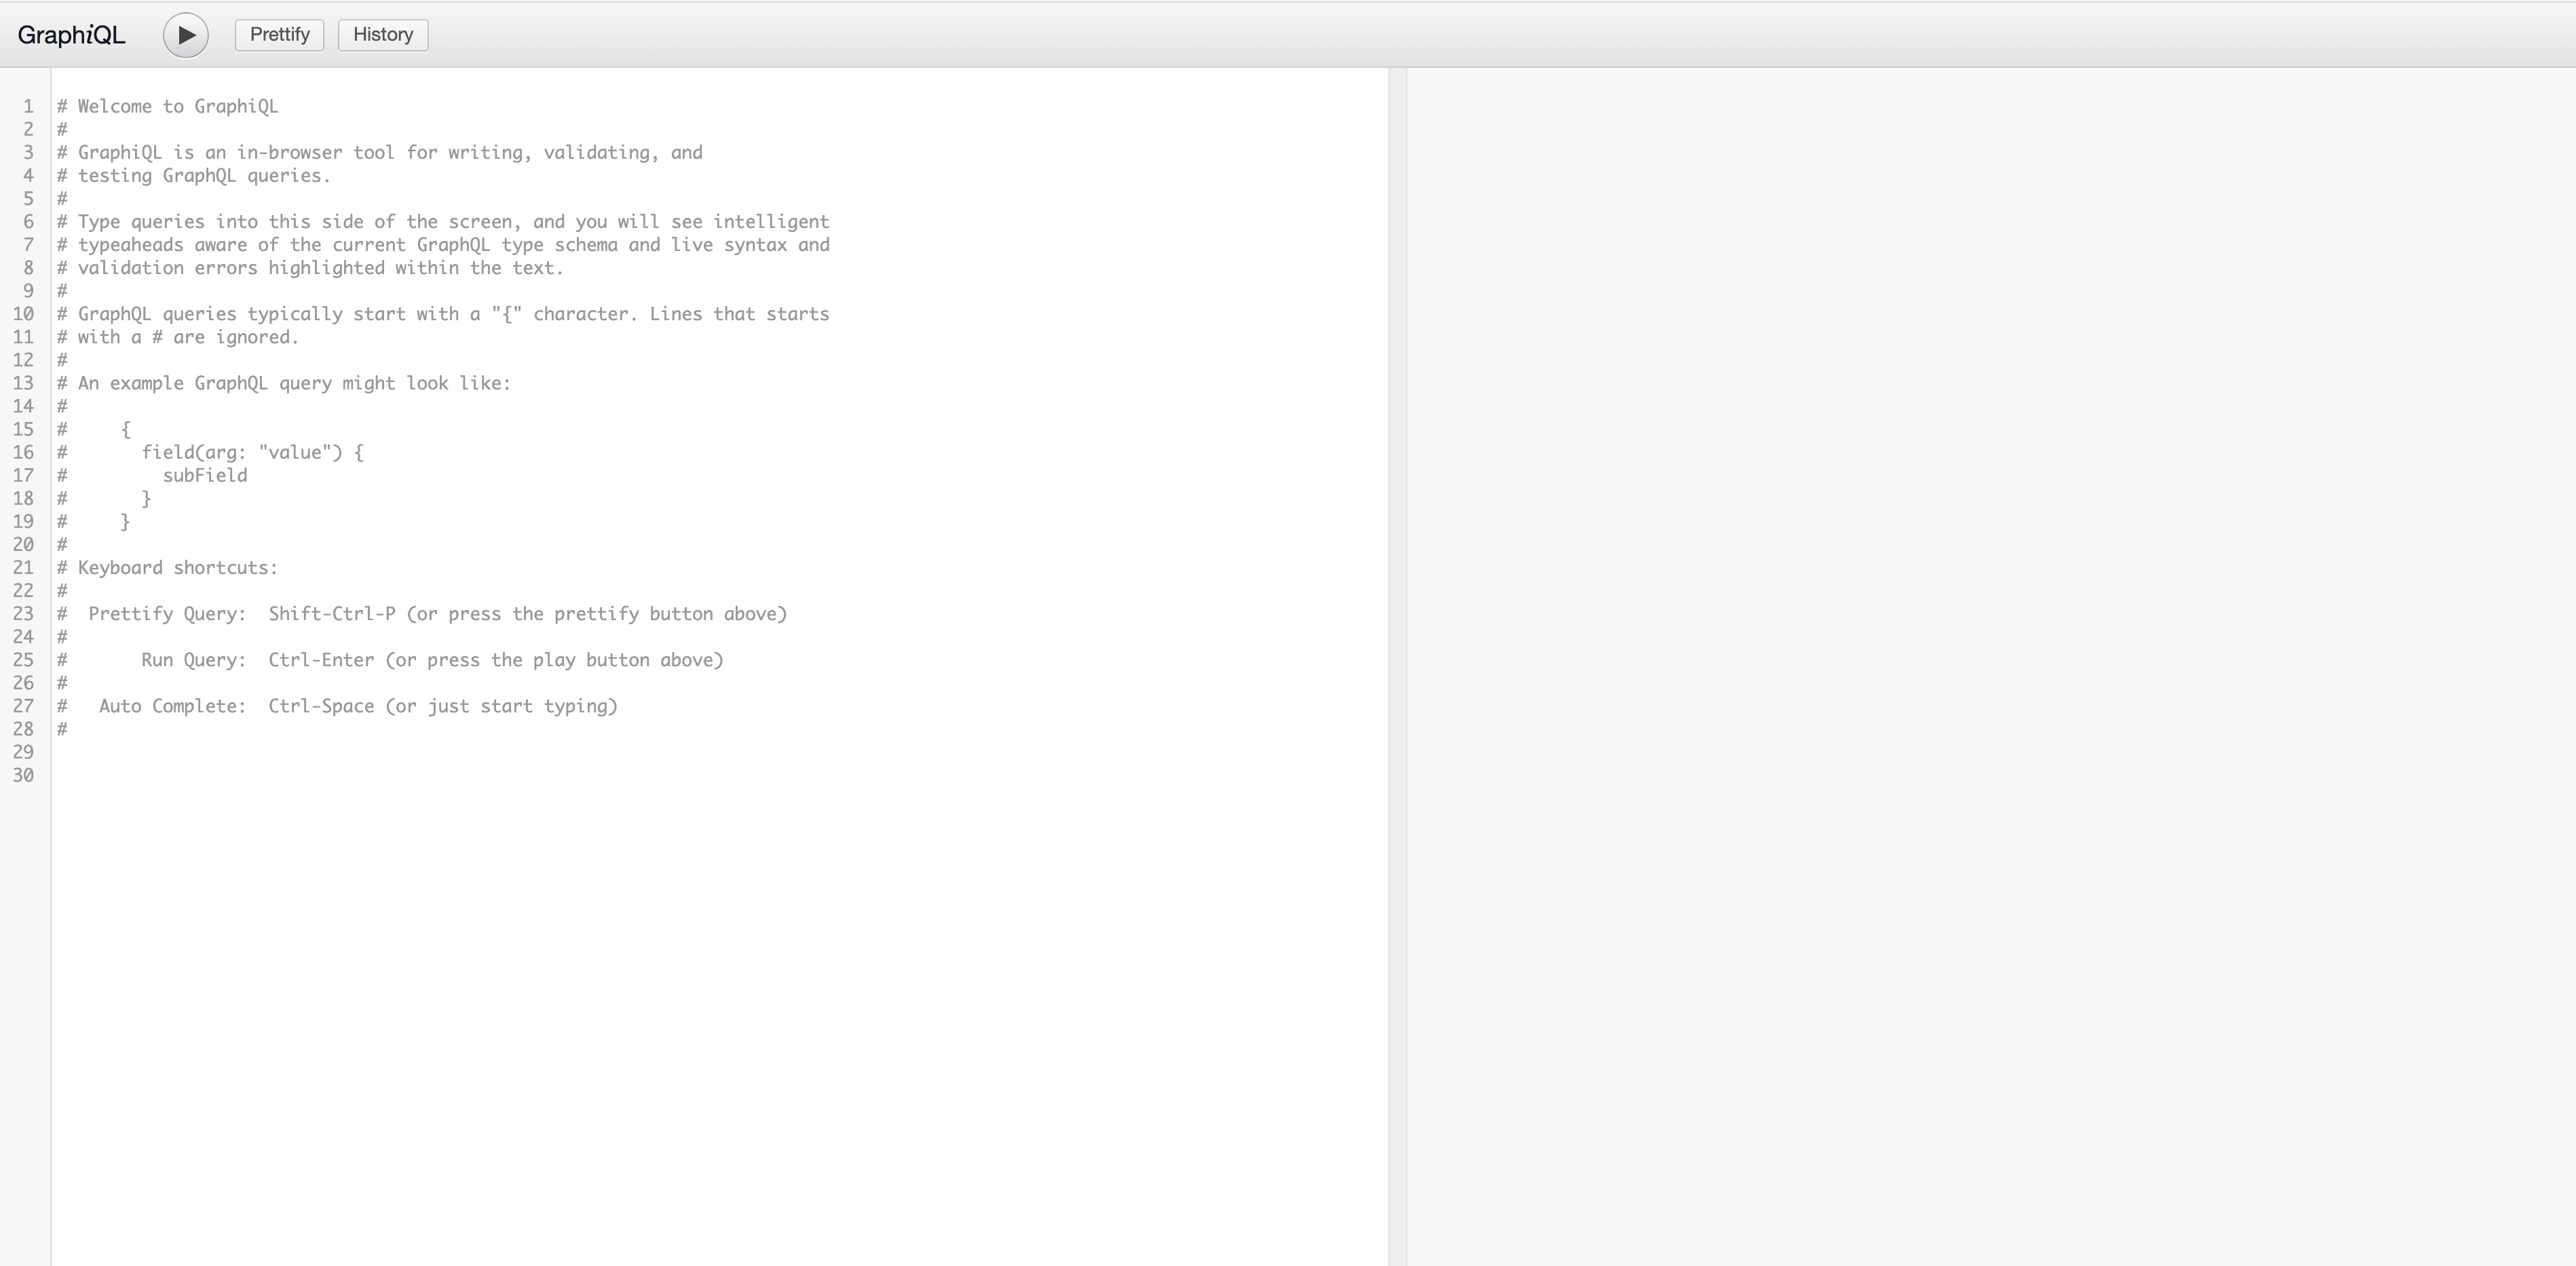 GraphiQL Prettify History
1 # Welcome to GraphiQL
2 #
3 # GraphiQL is an in-browser tool for writing, validating, and
4 # testing GraphQL queries.
5 #
6 # Type queries into this side of the screen, and you will see intelligent
7 # typeaheads aware of the current GraphQL type schema and live syntax and
8 # validation errors highlighted within the text.
9 #
10 # GraphQL queries typically start with a "{" character. Lines that starts
11 # with a # are ignored.
12 #
13 # An example GraphQL query might look like:
14 #
15 #     {
16 #       field(arg: "value") {
17 #         subField
18 #       }
19 #     }
20 #
21 # Keyboard shortcuts:
22 #
23 #  Prettify Query:  Shift-Ctrl-P (or press the prettify button above)
24 #
25 #       Run Query:  Ctrl-Enter (or press the play button above)
26 #
27 #   Auto Complete:  Ctrl-Space (or just start typing)
28 #
29
30